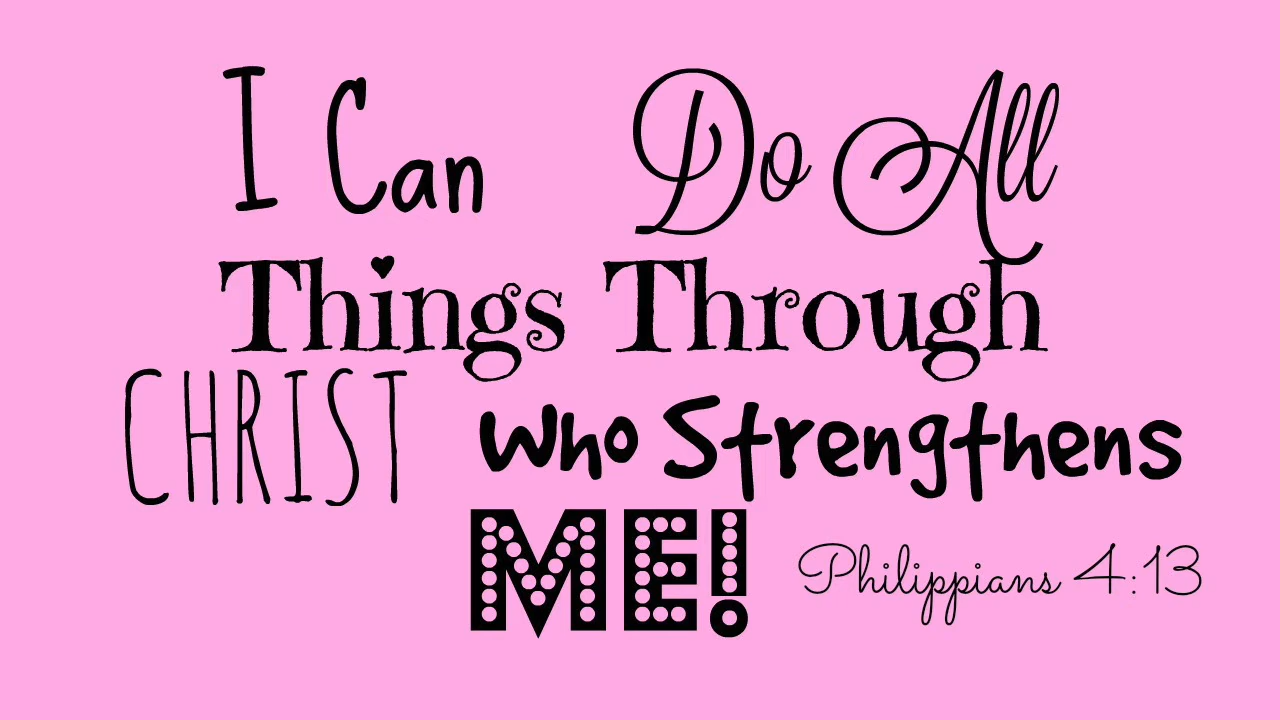 I Can Do All
Things Through
CHRIST Who Strengthens
ME! Philippians 4:13